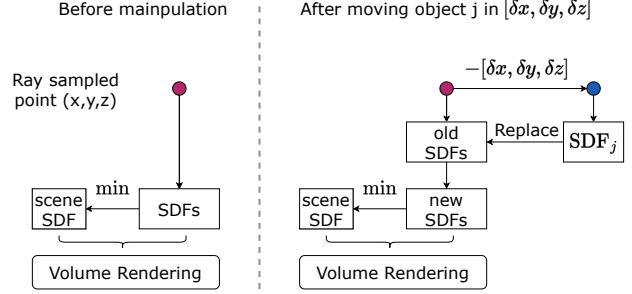 Before mainpulation
Ray sampled
point (x,y,z)
min
scene
SDF
SDFs
Volume Rendering
After moving object j in [δx, δy, δz]
−[δx, δy, δz]
old
SDFs
Replace
SDF_j
min
scene
SDF
new
SDFs
Volume Rendering